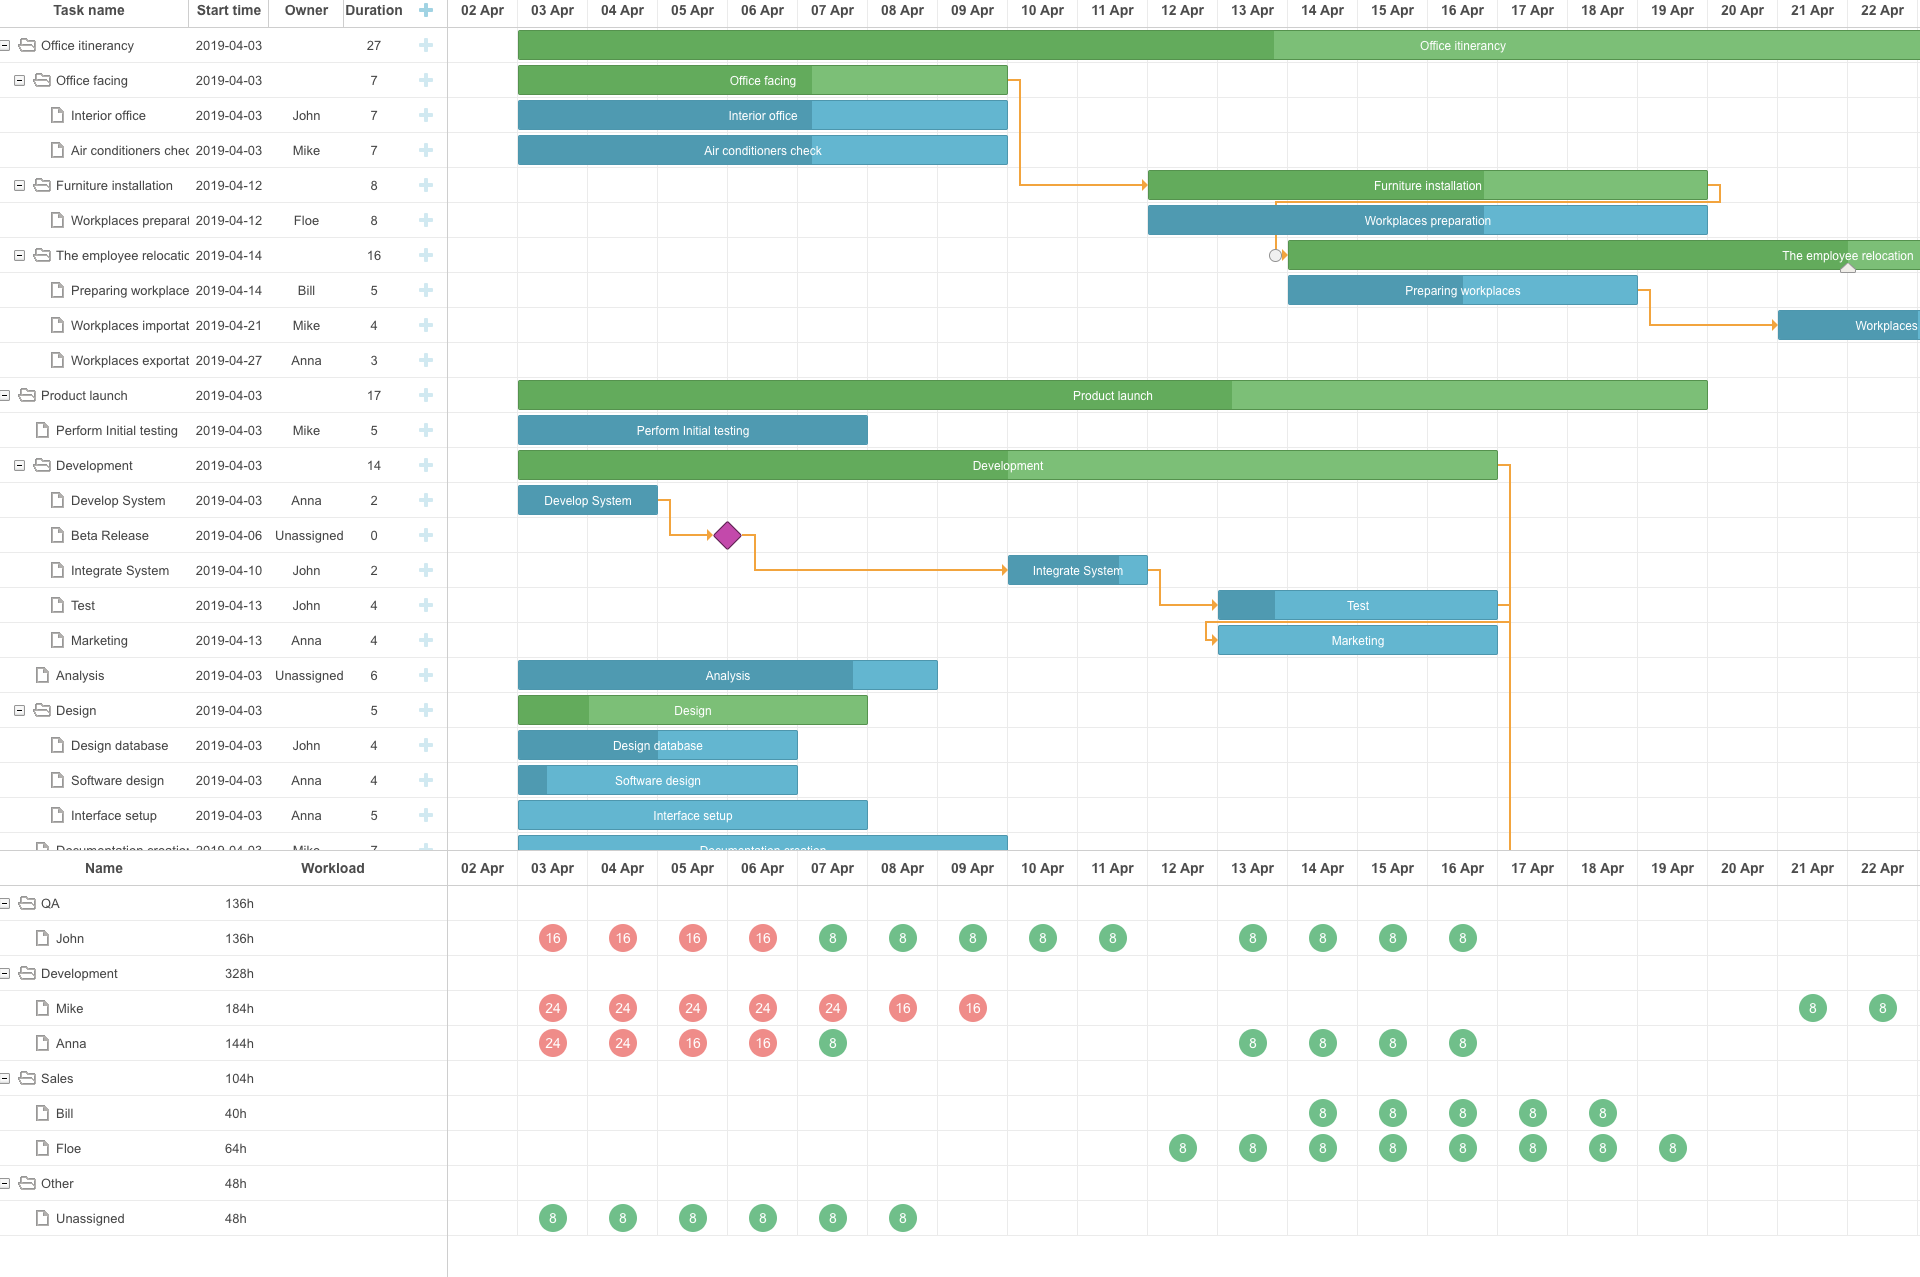 Task name Start time Owner Duration 02 Apr 03 Apr 04 Apr 05 Apr 06 Apr 07 Apr 08 Apr 09 Apr 10 Apr 11 Apr 12 Apr 13 Apr 14 Apr 15 Apr 16 Apr 17 Apr 18 Apr 19 Apr 20 Apr 21 Apr 22 Apr
Office itinerancy 2019-04-03 27 Office itinerancy
Office facing 2019-04-03 7 Office facing
Interior office 2019-04-03 John 7 Interior office
Air conditioners chec 2019-04-03 Mike 7 Air conditioners check
Furniture installation 2019-04-12 8 Furniture installation
Workplaces preparat 2019-04-12 Floe 8 Workplaces preparation
The employee relocatic 2019-04-14 16 The employee relocation
Preparing workplace 2019-04-14 Bill 5 Preparing workplaces
Workplaces importat 2019-04-21 Mike 4 Workplaces
Workplaces exportat 2019-04-27 Anna 3
Product launch 2019-04-03 17 Product launch
Perform Initial testing 2019-04-03 Mike 5 Perform Initial testing
Development 2019-04-03 14 Development
Develop System 2019-04-03 Anna 2 Develop System
Beta Release 2019-04-06 Unassigned 0
Integrate System 2019-04-10 John 2 Integrate System
Test 2019-04-13 John 4 Test
Marketing 2019-04-13 Anna 4 Marketing
Analysis 2019-04-03 Unassigned 6 Analysis
Design 2019-04-03 5 Design
Design database 2019-04-03 John 4 Design database
Software design 2019-04-03 Anna 4 Software design
Interface setup 2019-04-03 Anna 5 Interface setup
Documentation creation 2019-04-03 Mike 7 Documentation creation
Name Workload 02 Apr 03 Apr 04 Apr 05 Apr 06 Apr 07 Apr 08 Apr 09 Apr 10 Apr 11 Apr 12 Apr 13 Apr 14 Apr 15 Apr 16 Apr 17 Apr 18 Apr 19 Apr 20 Apr 21 Apr 22 Apr
QA 136h
John 136h 16 16 16 16 8 8 8 8 8 8 8 8 8
Development 328h
Mike 184h 24 24 24 24 24 16 16 8 8
Anna 144h 24 24 16 16 8 8 8 8 8
Sales 104h
Bill 40h 8 8 8 8 8
Floe 64h 8 8 8 8 8 8 8 8
Other 48h
Unassigned 48h 8 8 8 8 8 8